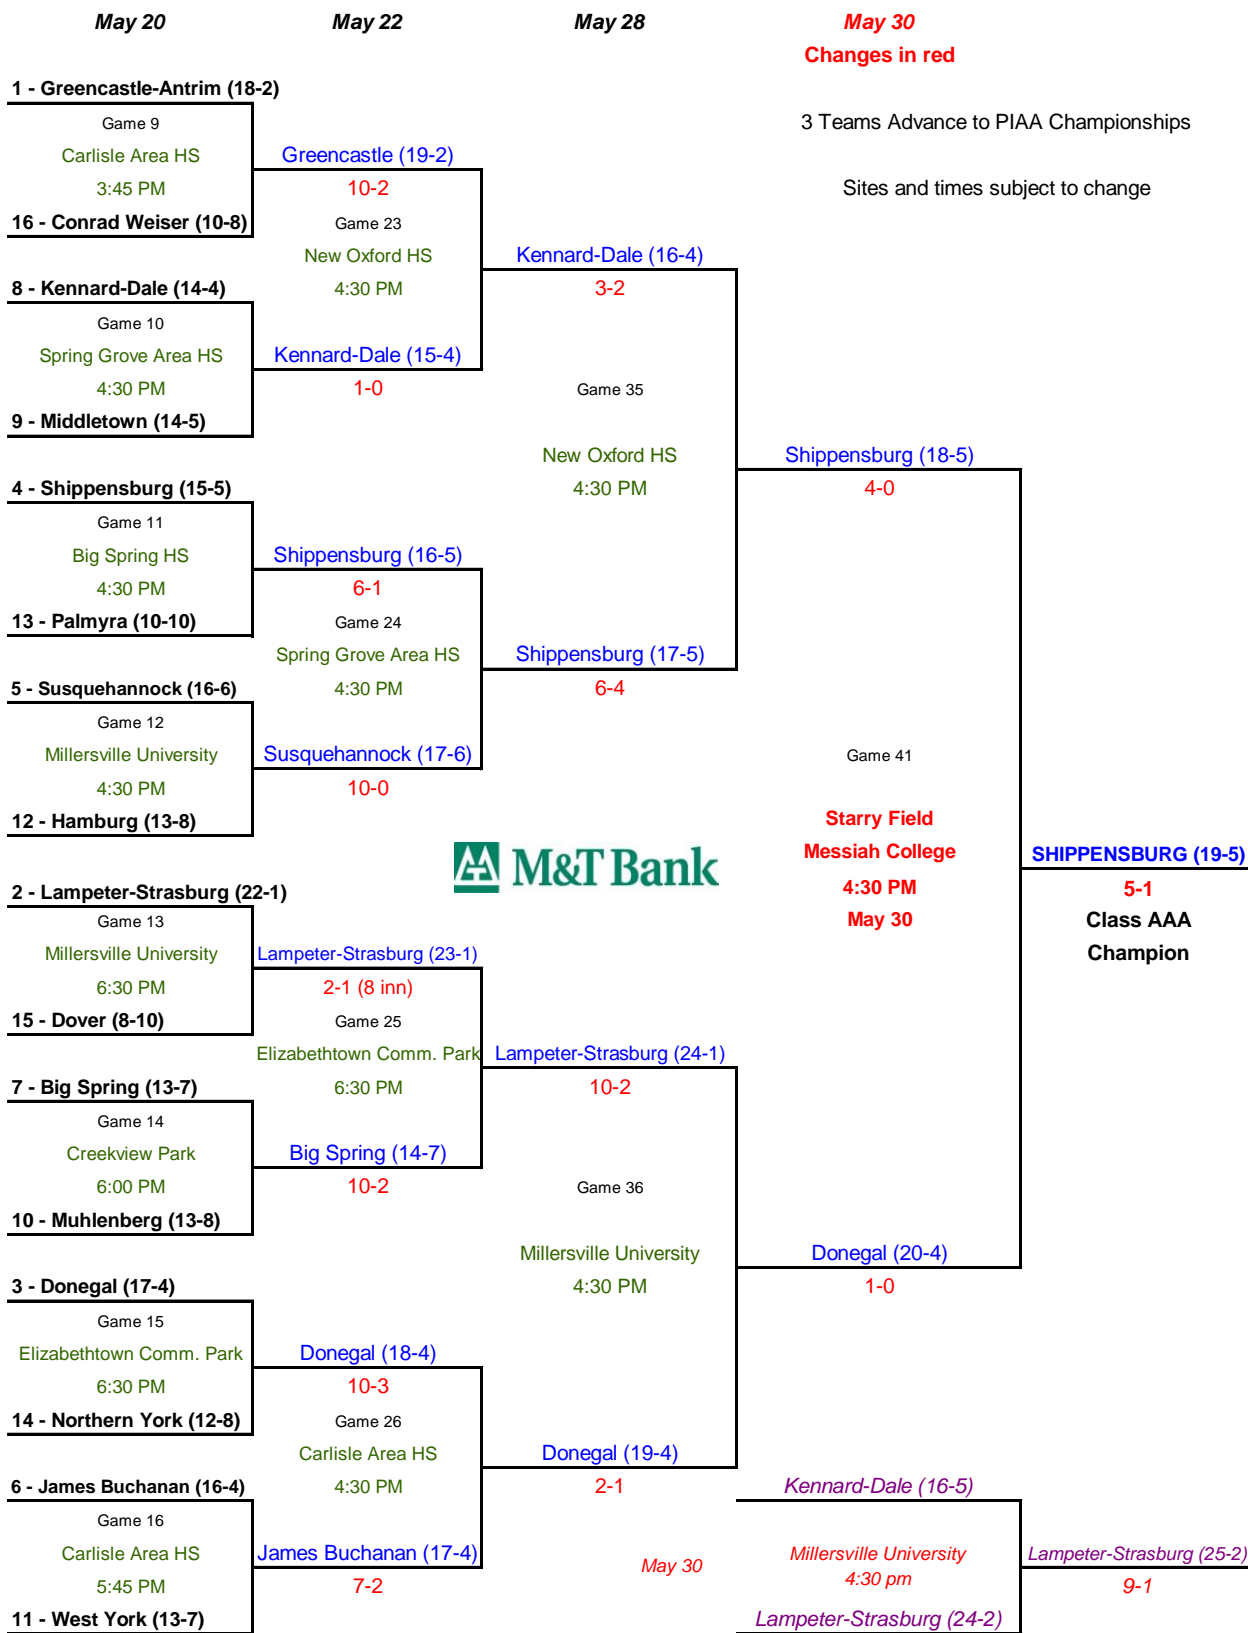 May 20 May 22 May 28 May 30
Changes in red
1 - Greencastle-Antrim (18-2)
Game 9
3 Teams Advance to PIAA Championships
Carlisle Area HS
Greencastle (19-2)
3:45 PM
10-2
Sites and times subject to change
16 - Conrad Weiser (10-8)
Game 23
New Oxford HS
Kennard-Dale (16-4)
8 - Kennard-Dale (14-4)
4:30 PM
3-2
Game 10
Spring Grove Area HS
Kennard-Dale (15-4)
4:30 PM
1-0
Game 35
9 - Middletown (14-5)
New Oxford HS
Shippensburg (18-5)
4 - Shippensburg (15-5)
4:30 PM
4-0
Game 11
Big Spring HS
Shippensburg (16-5)
4:30 PM
6-1
13 - Palmyra (10-10)
Game 24
Spring Grove Area HS
Shippensburg (17-5)
5 - Susquehannock (16-6)
4:30 PM
6-4
Game 12
Millersville University
Susquehannock (17-6)
Game 41
4:30 PM
10-0
12 - Hamburg (13-8)
Starry Field
M&T Bank
Messiah College
SHIPPENSBURG (19-5)
2 - Lampeter-Strasburg (22-1)
4:30 PM
5-1
Game 13
May 30
Class AAA
Millersville University
Lampeter-Strasburg (23-1)
Champion
6:30 PM
2-1 (8 inn)
15 - Dover (8-10)
Game 25
Elizabethtown Comm. Park
Lampeter-Strasburg (24-1)
7 - Big Spring (13-7)
6:30 PM
10-2
Game 14
Creekview Park
Big Spring (14-7)
6:00 PM
10-2
Game 36
10 - Muhlenberg (13-8)
Millersville University
Donegal (20-4)
3 - Donegal (17-4)
4:30 PM
1-0
Game 15
Elizabethtown Comm. Park
Donegal (18-4)
6:30 PM
10-3
14 - Northern York (12-8)
Game 26
Carlisle Area HS
Donegal (19-4)
6 - James Buchanan (16-4)
4:30 PM
2-1
Kennard-Dale (16-5)
Game 16
Carlisle Area HS
James Buchanan (17-4)
May 30
Millersville University
Lampeter-Strasburg (25-2)
5:45 PM
7-2
4:30 pm
9-1
11 - West York (13-7)
Lampeter-Strasburg (24-2)